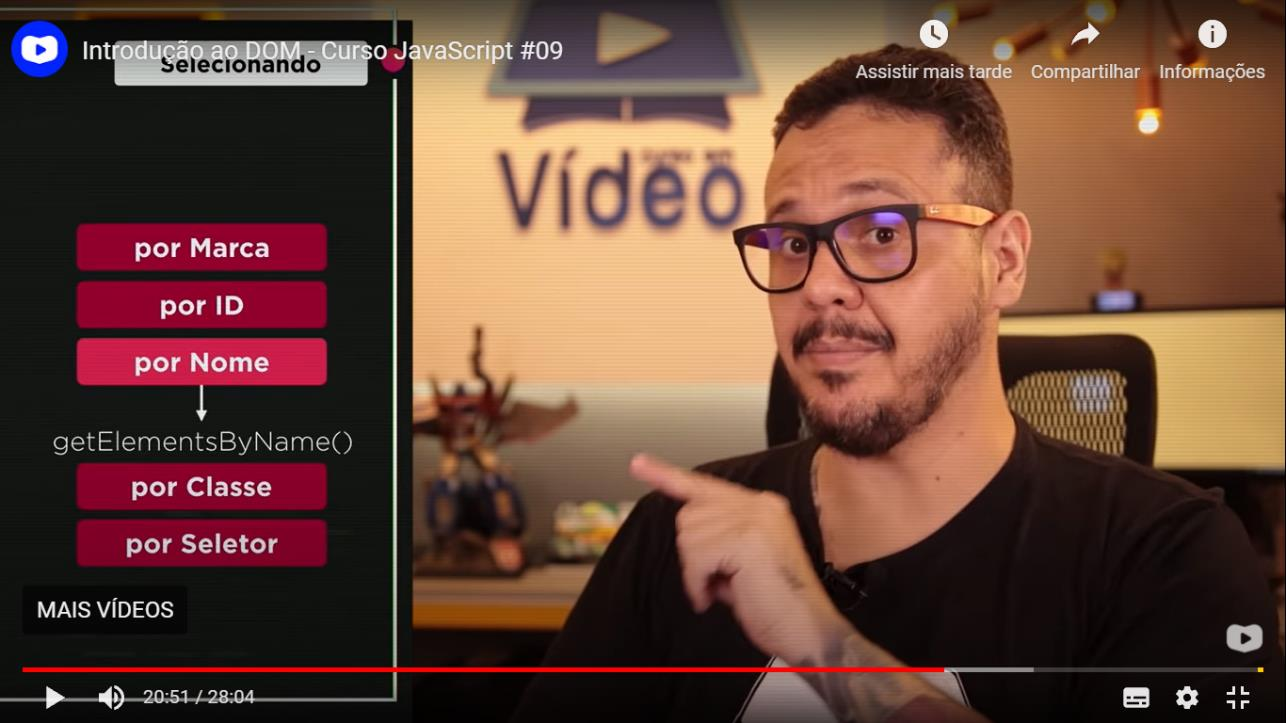 Introdução ao DOM - Curso JavaScript #09
Assistir mais tarde
Compartilhar
Informações
Selecionando
Vídeo
por Marca
por ID
por Nome
getElementsByName()
por Classe
por Seletor
MAIS VÍDEOS
20:51 / 28:04